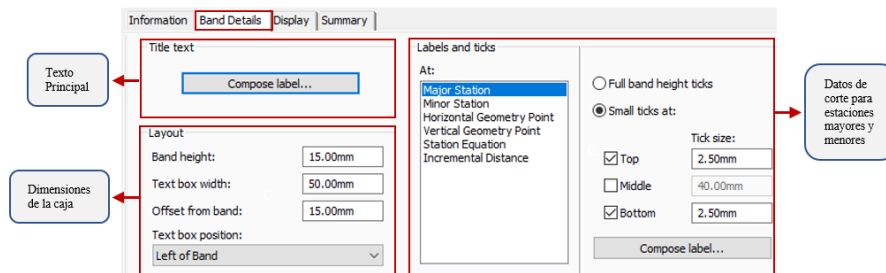 Information
Band Details
Display
Summary
Title text
Compose label...
Texto
Principal
Layout
Band height:
15.00mm
Text box width:
50.00mm
Offset from band:
15.00mm
Text box position:
Left of Band
Dimensiones
de la caja
Labels and ticks
At:
Major Station
Minor Station
Horizontal Geometry Point
Vertical Geometry Point
Station Equation
Incremental Distance
Full band height ticks
Small ticks at:
Tick size:
Top
2.50mm
Middle
40.00mm
Bottom
2.50mm
Compose label...
Datos de
corte para
estaciones
mayores y
menores